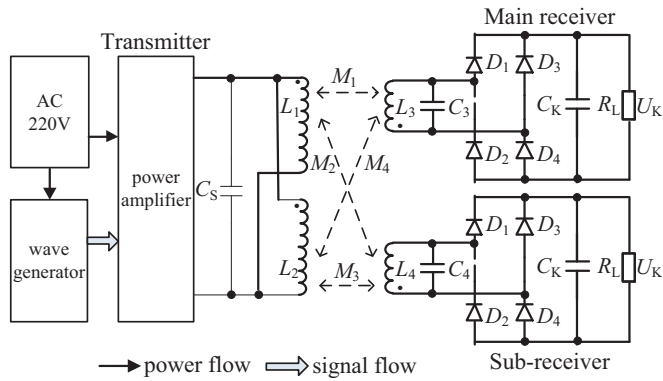 Main receiver
Transmitter
AC
220V
power
amplifier
wave
generator
C_S
L_1
L_2
M_1
M_2
M_4
M_3
L_3
C_3
D_1
D_3
D_2
D_4
C_K
R_L
U_K
L_4
C_4
D_1
D_3
D_2
D_4
C_K
R_L
U_K
power flow
signal flow
Sub-receiver